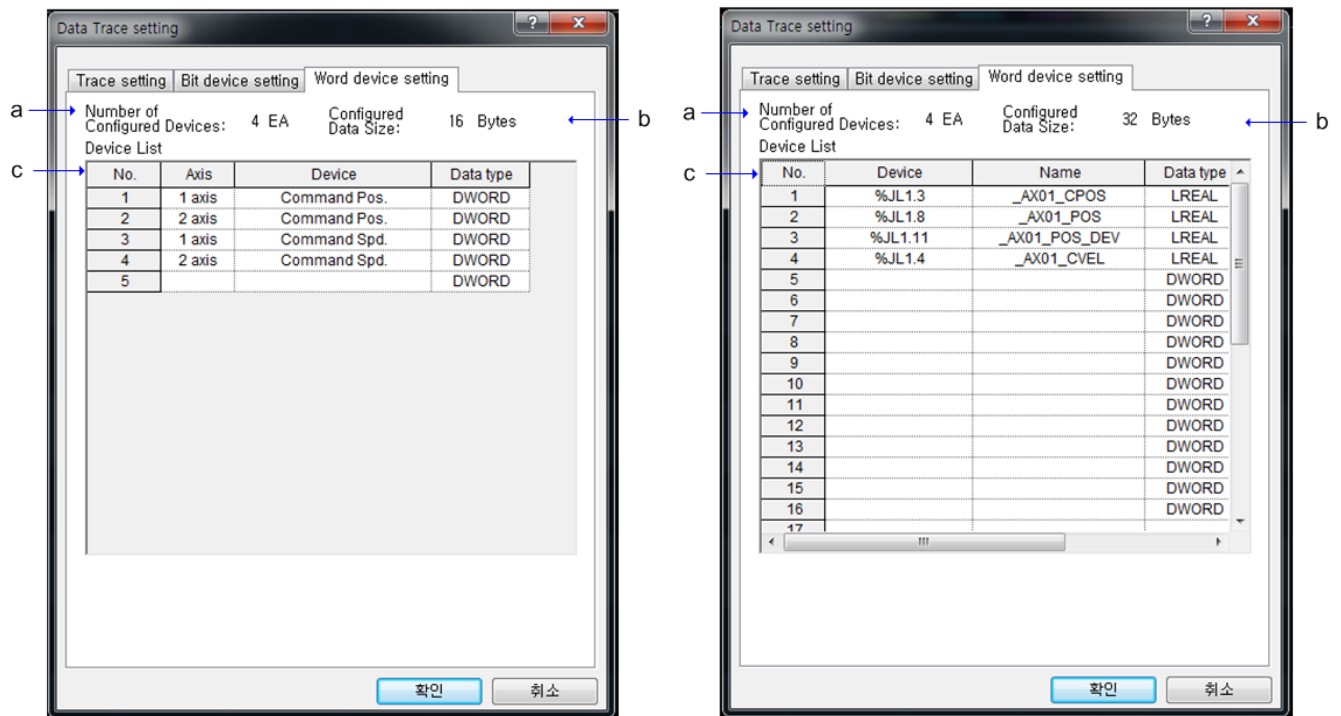 Data Trace setting
?
X
Trace setting
Bit device setting
Word device setting
a
Number of
Configured Devices:
4 EA
Configured
Data Size:
16 Bytes
b
Device List
c
No. Axis Device Data type
1 1 axis Command Pos. DWORD
2 2 axis Command Pos. DWORD
3 1 axis Command Spd. DWORD
4 2 axis Command Spd. DWORD
5 DWORD
확인
취소
Data Trace setting
?
X
Trace setting
Bit device setting
Word device setting
a
Number of
Configured Devices:
4 EA
Configured
Data Size:
32 Bytes
b
Device List
c
No. Device Name Data type
1 %JL1.3 _AX01_CPOS LREAL
2 %JL1.8 _AX01_POS LREAL
3 %JL1.11 _AX01_POS_DEV LREAL
4 %JL1.4 _AX01_CVEL LREAL
5 DWORD
6 DWORD
7 DWORD
8 DWORD
9 DWORD
10 DWORD
11 DWORD
12 DWORD
13 DWORD
14 DWORD
15 DWORD
16 DWORD
17
확인
취소